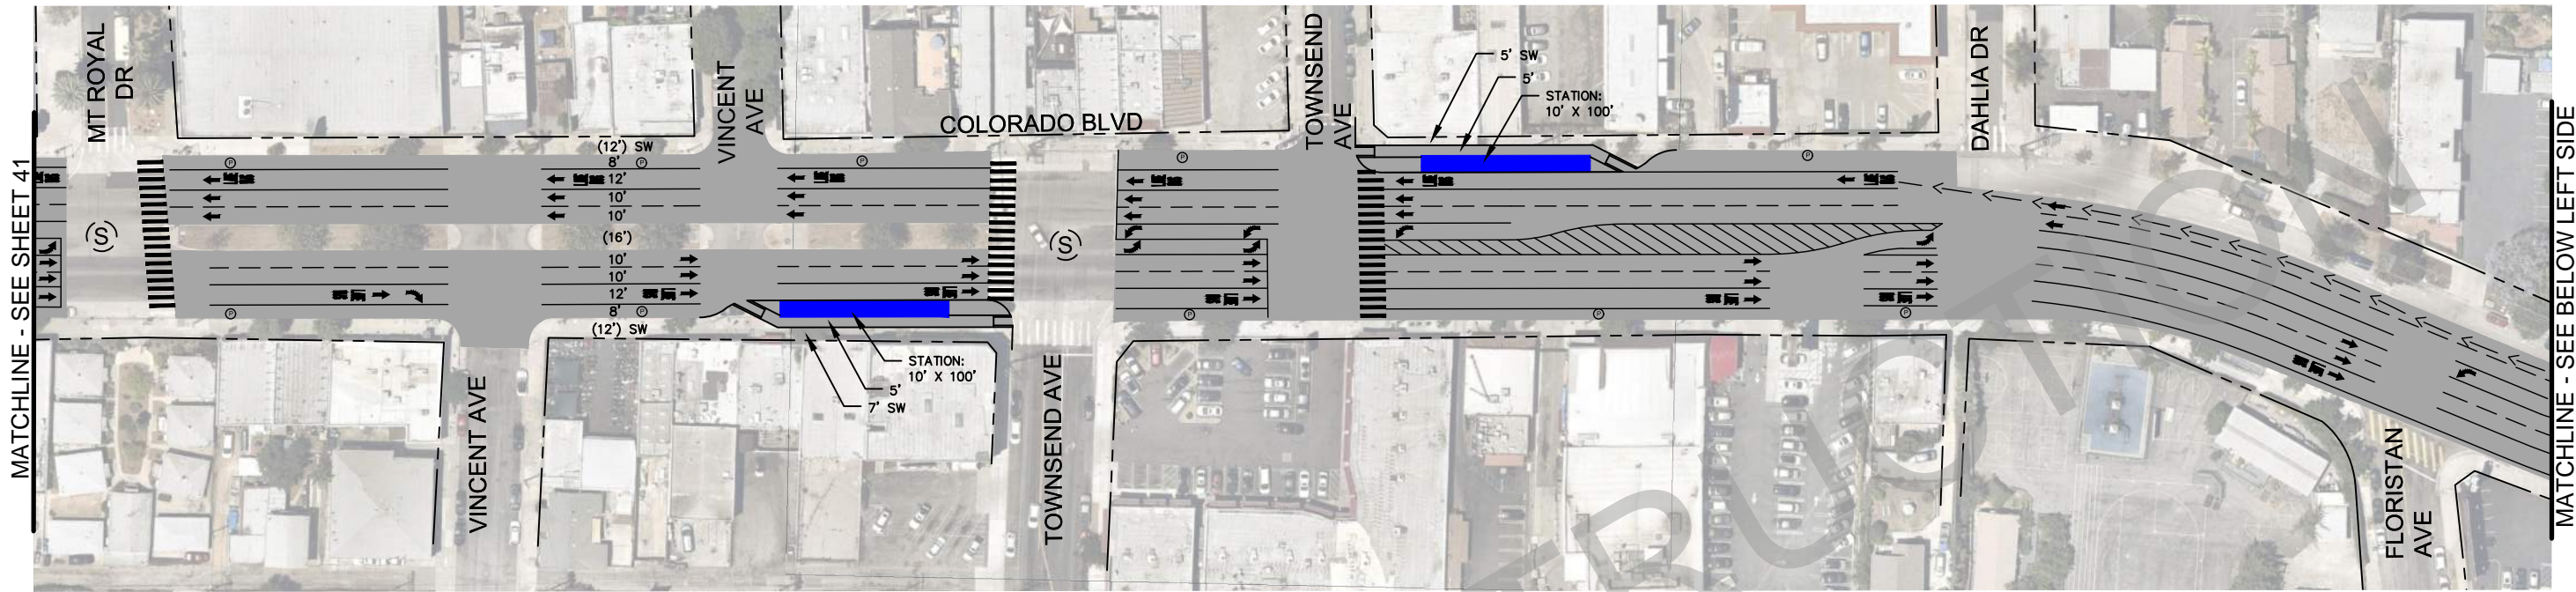 MATCHLINE - SEE SHEET 41
MT ROYAL
DR
VINCENT
AVE
COLORADO BLVD
TOWNSEND
AVE
DAHLIA DR
MATCHLINE - SEE BELOW LEFT SIDE
5' SW
5'
STATION:
10' X 100'
(12') SW
8'
12'
10'
10'
(16')
10'
10'
12'
8'
(12') SW
P
P
P
P
P
P
P
P
P
P
S
S
STATION:
10' X 100'
5'
7' SW
VINCENT AVE
TOWNSEND AVE
FLORISTAN
AVE